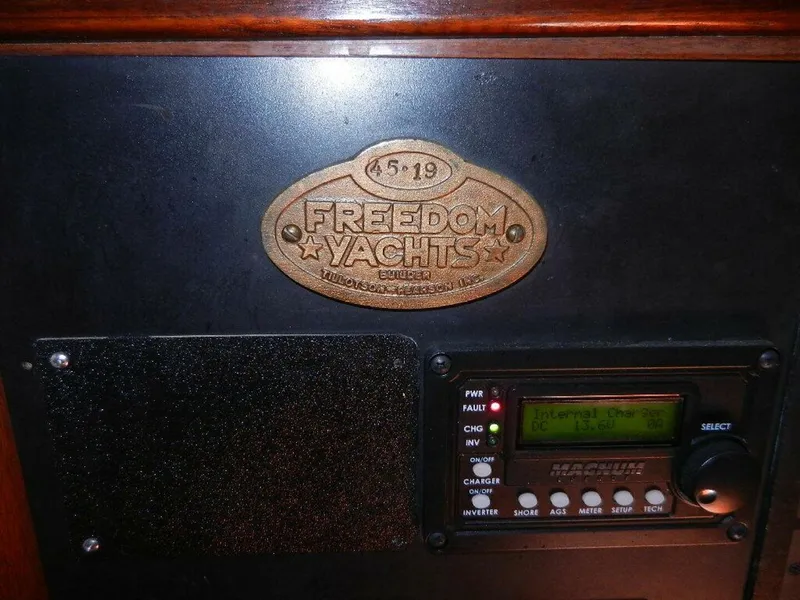 45·19
FREEDOM
YACHTS
BUILDER
TILLOTSON-PEARSON INC.
PWR
FAULT
CHG
INV
Internal Charger
DC 13.6V 0A
SELECT
MAGNUM
ON/OFF
CHARGER
ON/OFF
INVERTER
SHORE AGS METER SETUP TECH